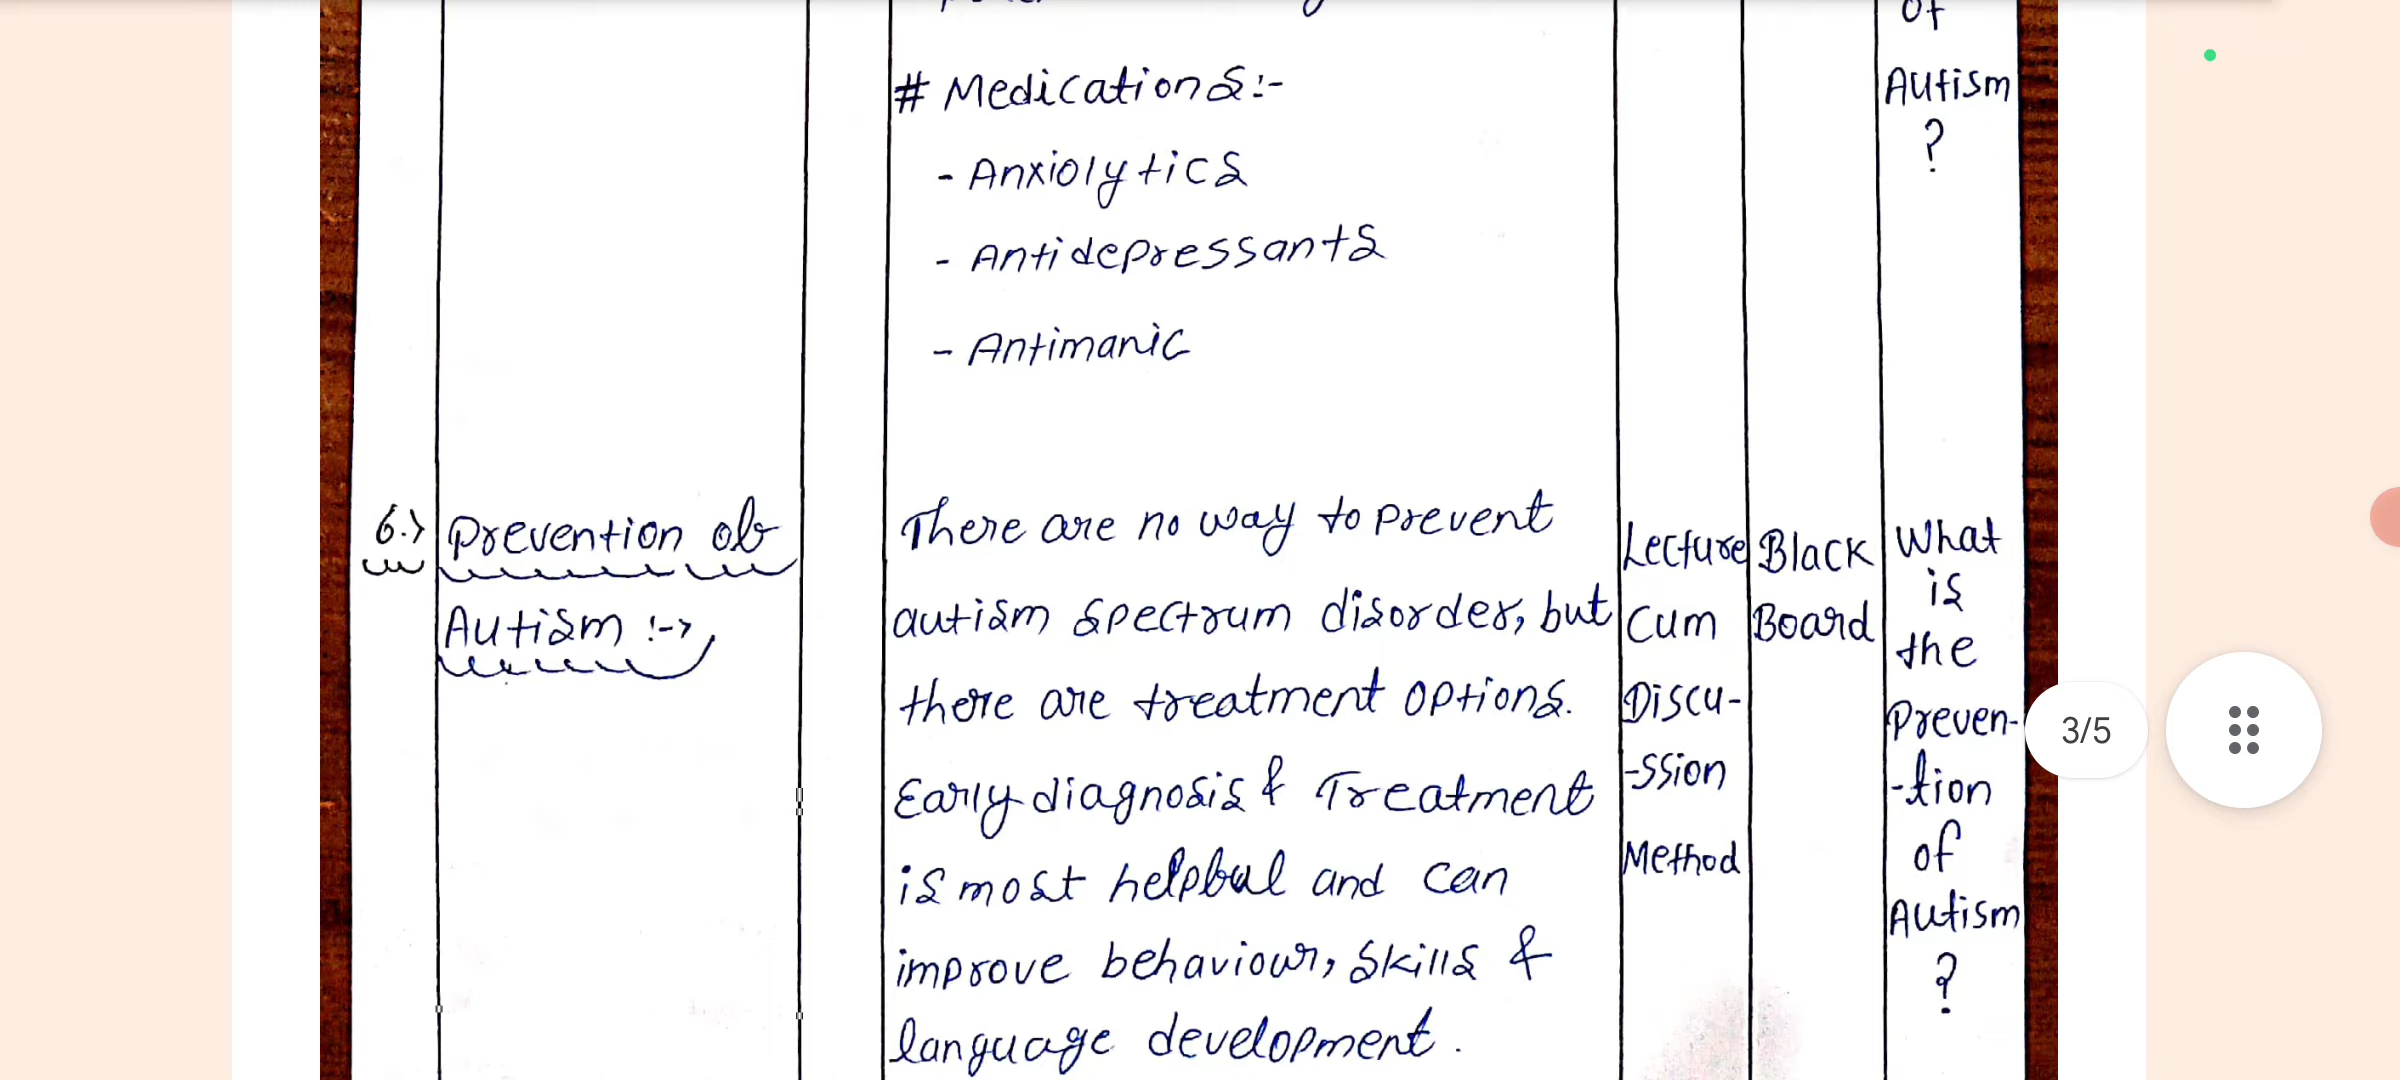 of
# Medications:-
Autism
?
- Anxiolytics
- Antidepressants
- Antimanic
6.> Prevention of
Autism :->
There are no way to prevent
autism spectrum disorder, but
there are treatment options.
Early diagnosis & Treatment
is most helpful and can
improve behaviour, skills &
language development.
Lecture
Cum
Discu-
-ssion
Method
Black
Board
What
is
the
Preven-
-tion
of
Autism
?
3/5